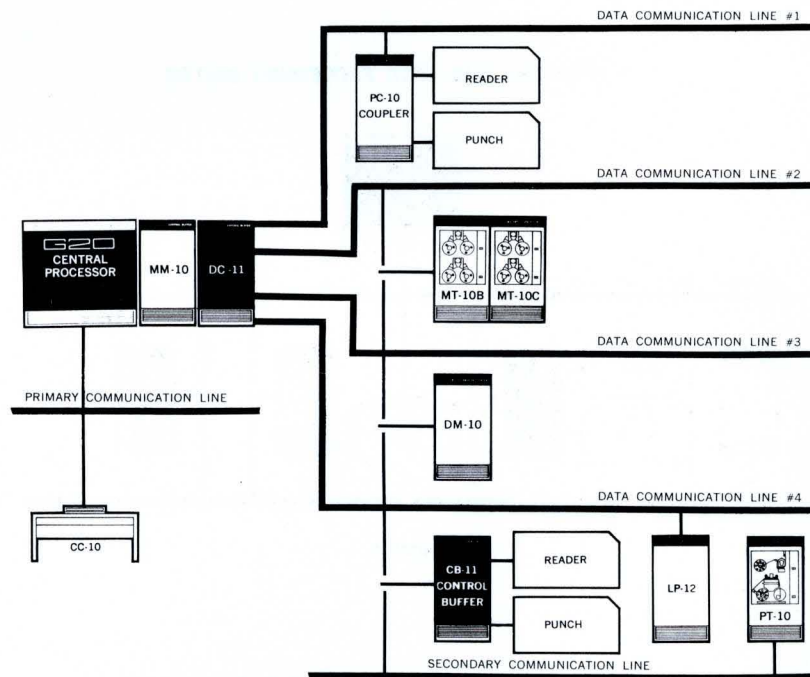 DATA COMMUNICATION LINE #1
READER
PC-10
COUPLER
PUNCH
DATA COMMUNICATION LINE #2
G20
CENTRAL
PROCESSOR
MM-10
DC-11
MT-10B
MT-10C
DATA COMMUNICATION LINE #3
PRIMARY COMMUNICATION LINE
DM-10
DATA COMMUNICATION LINE #4
CC-10
READER
CB-11
CONTROL
BUFFER
LP-12
PT-10
PUNCH
SECONDARY COMMUNICATION LINE